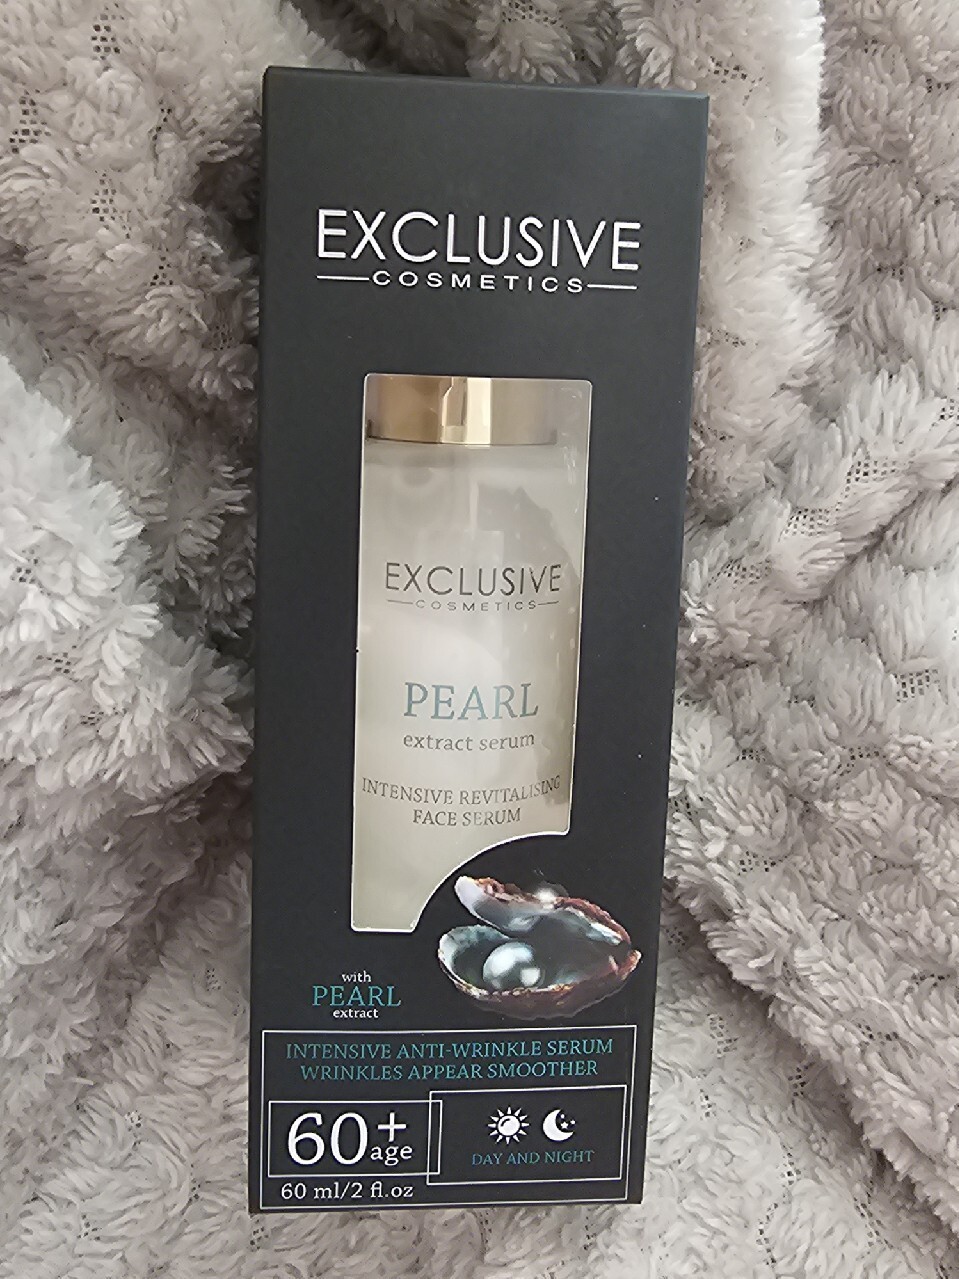 EXCLUSIVE
COSMETICS
EXCLUSIVE
COSMETICS
PEARL
extract serum
INTENSIVE REVITALISING
FACE SERUM
with
PEARL
extract
INTENSIVE ANTI-WRINKLE SERUM
WRINKLES APPEAR SMOOTHER
60+
age
DAY AND NIGHT
60 ml/2 fl.oz